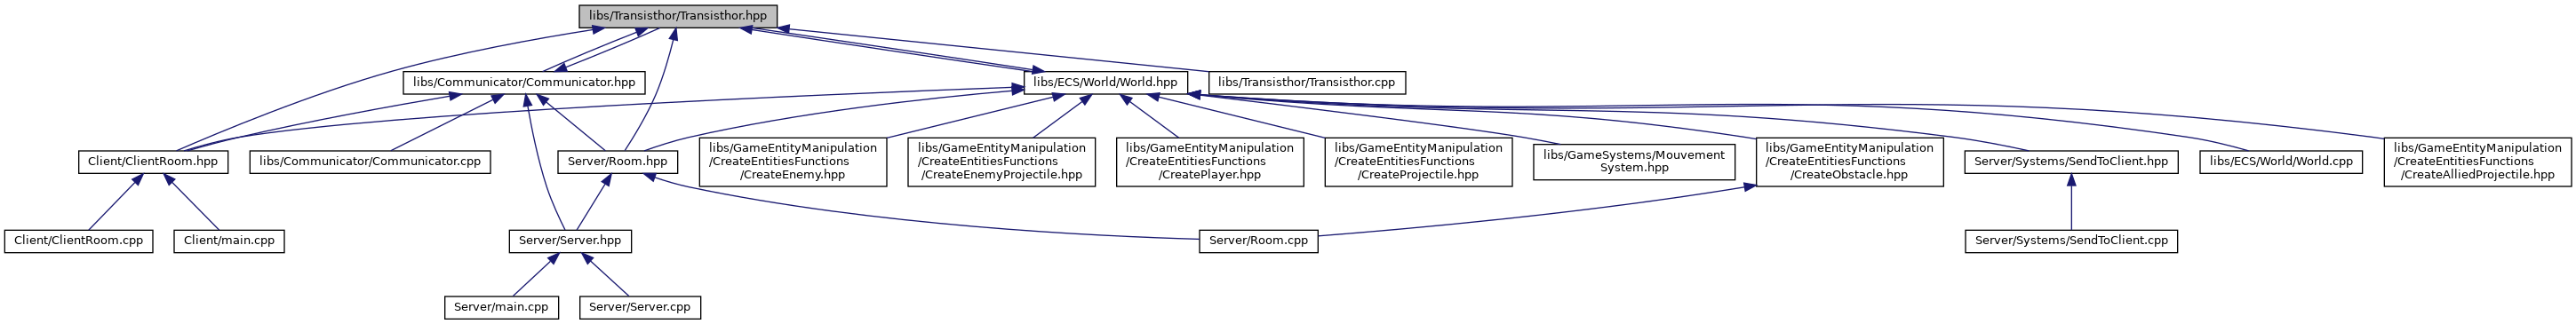 libs/Transisthor/Transisthor.hpp
libs/Communicator/Communicator.hpp
libs/ECS/World/World.hpp
libs/Transisthor/Transisthor.cpp
Client/ClientRoom.hpp
libs/Communicator/Communicator.cpp
Server/Room.hpp
libs/GameEntityManipulation
/CreateEntitiesFunctions
/CreateEnemy.hpp
libs/GameEntityManipulation
/CreateEntitiesFunctions
/CreateEnemyProjectile.hpp
libs/GameEntityManipulation
/CreateEntitiesFunctions
/CreatePlayer.hpp
libs/GameEntityManipulation
/CreateEntitiesFunctions
/CreateProjectile.hpp
libs/GameSystems/Mouvement
System.hpp
libs/GameEntityManipulation
/CreateEntitiesFunctions
/CreateObstacle.hpp
Server/Systems/SendToClient.hpp
libs/ECS/World/World.cpp
libs/GameEntityManipulation
/CreateEntitiesFunctions
/CreateAlliedProjectile.hpp
Client/ClientRoom.cpp
Client/main.cpp
Server/Server.hpp
Server/Room.cpp
Server/Systems/SendToClient.cpp
Server/main.cpp
Server/Server.cpp